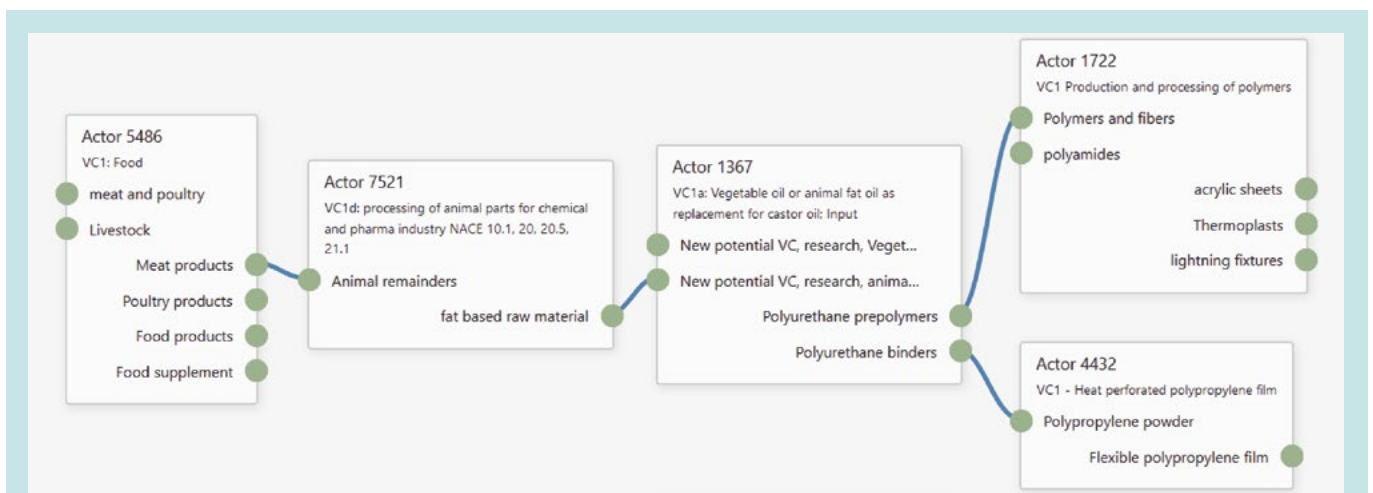 Actor 5486
VC1: Food
meat and poultry
Livestock
Meat products
Poultry products
Food products
Food supplement
Actor 7521
VC1d: processing of animal parts for chemical
and pharma industry NACE 10.1, 20, 20.5,
21.1
Animal remainders
fat based raw material
Actor 1367
VC1a: Vegetable oil or animal fat oil as
replacement for castor oil: Input
New potential VC, research, Veget...
New potential VC, research, anima...
Polyurethane prepolymers
Polyurethane binders
Actor 1722
VC1 Production and processing of polymers
Polymers and fibers
polyamides
acrylic sheets
Thermoplasts
lightning fixtures
Actor 4432
VC1 - Heat perforated polypropylene film
Polypropylene powder
Flexible polypropylene film